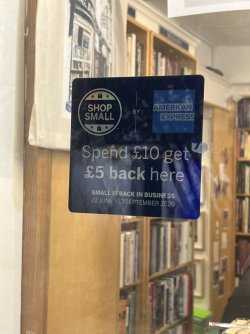 SHOP
SMALL
BY
AMERICAN
EXPRESS
Spend £10 get
£5 back here
SMALL IS BACK IN BUSINESS
22 JUNE - 13 SEPTEMBER 2020